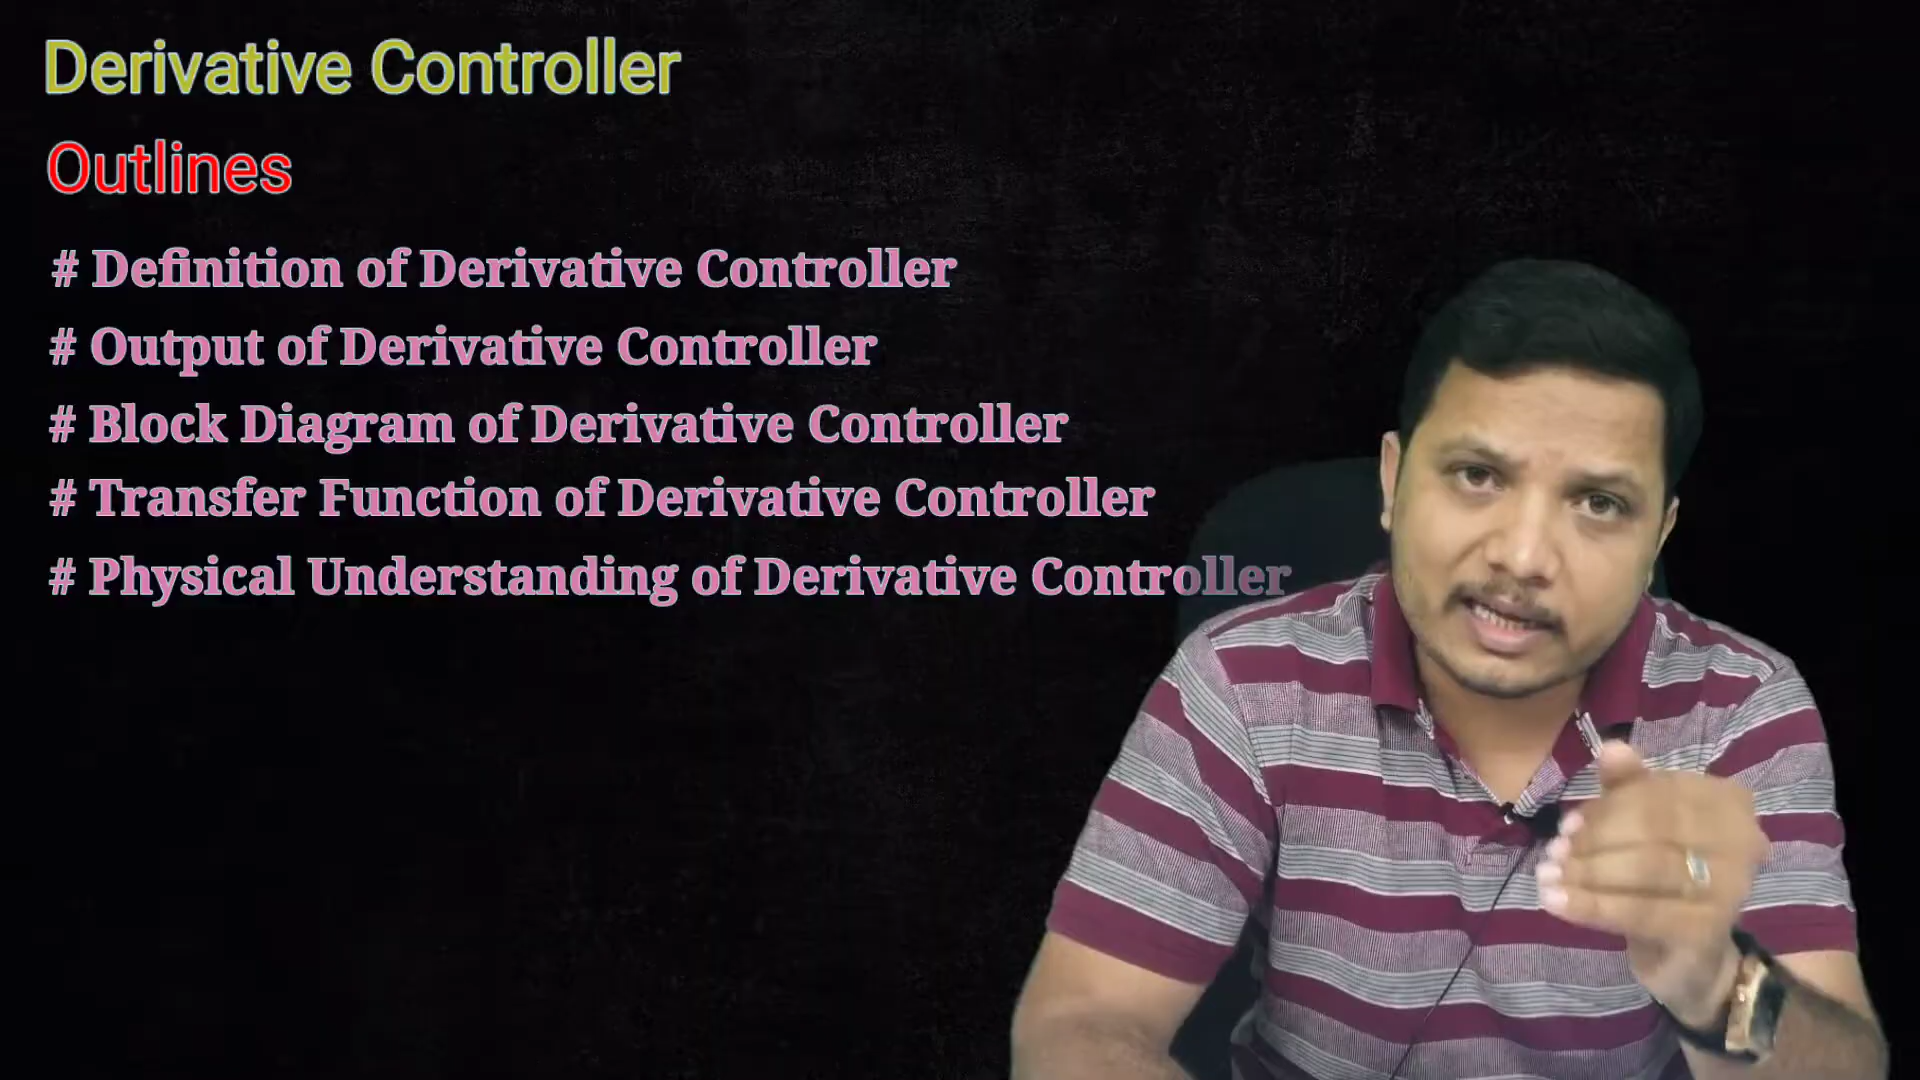 Derivative Controller
Outlines
# Definition of Derivative Controller
# Output of Derivative Controller
# Block Diagram of Derivative Controller
# Transfer Function of Derivative Controller
# Physical Understanding of Derivative Controller